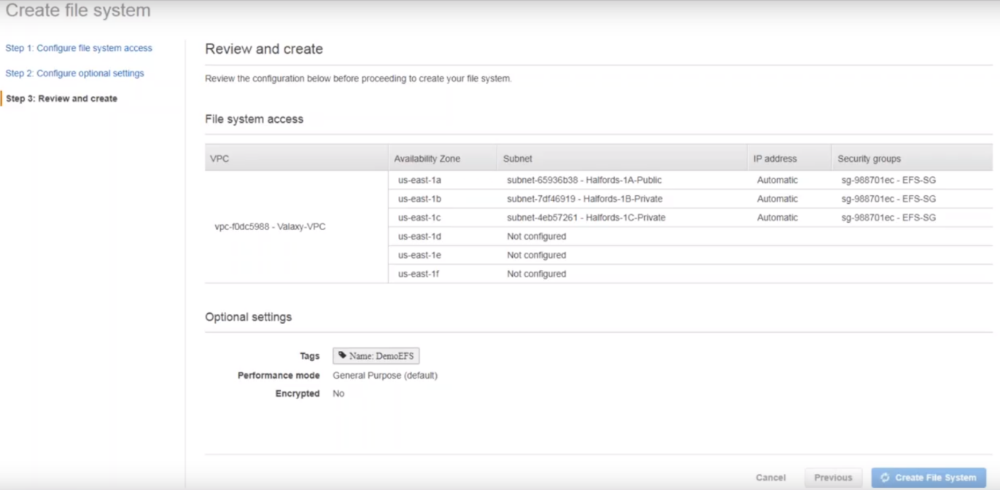 Create file system
Step 1: Configure file system access
Step 2: Configure optional settings
Step 3: Review and create
Review and create
Review the configuration below before proceeding to create your file system.
File system access
VPC Availability Zone Subnet IP address Security groups
us-east-1a subnet-65936b38 - Halfords-1A-Public Automatic sg-988701ec - EFS-SG
us-east-1b subnet-7df46919 - Halfords-1B-Private Automatic sg-988701ec - EFS-SG
us-east-1c subnet-4eb57261 - Halfords-1C-Private Automatic sg-988701ec - EFS-SG
vpc-f0dc5988 - Valaxy-VPC
us-east-1d Not configured
us-east-1e Not configured
us-east-1f Not configured
Optional settings
Tags Name: DemoEFS
Performance mode General Purpose (default)
Encrypted No
Cancel Previous Create File System